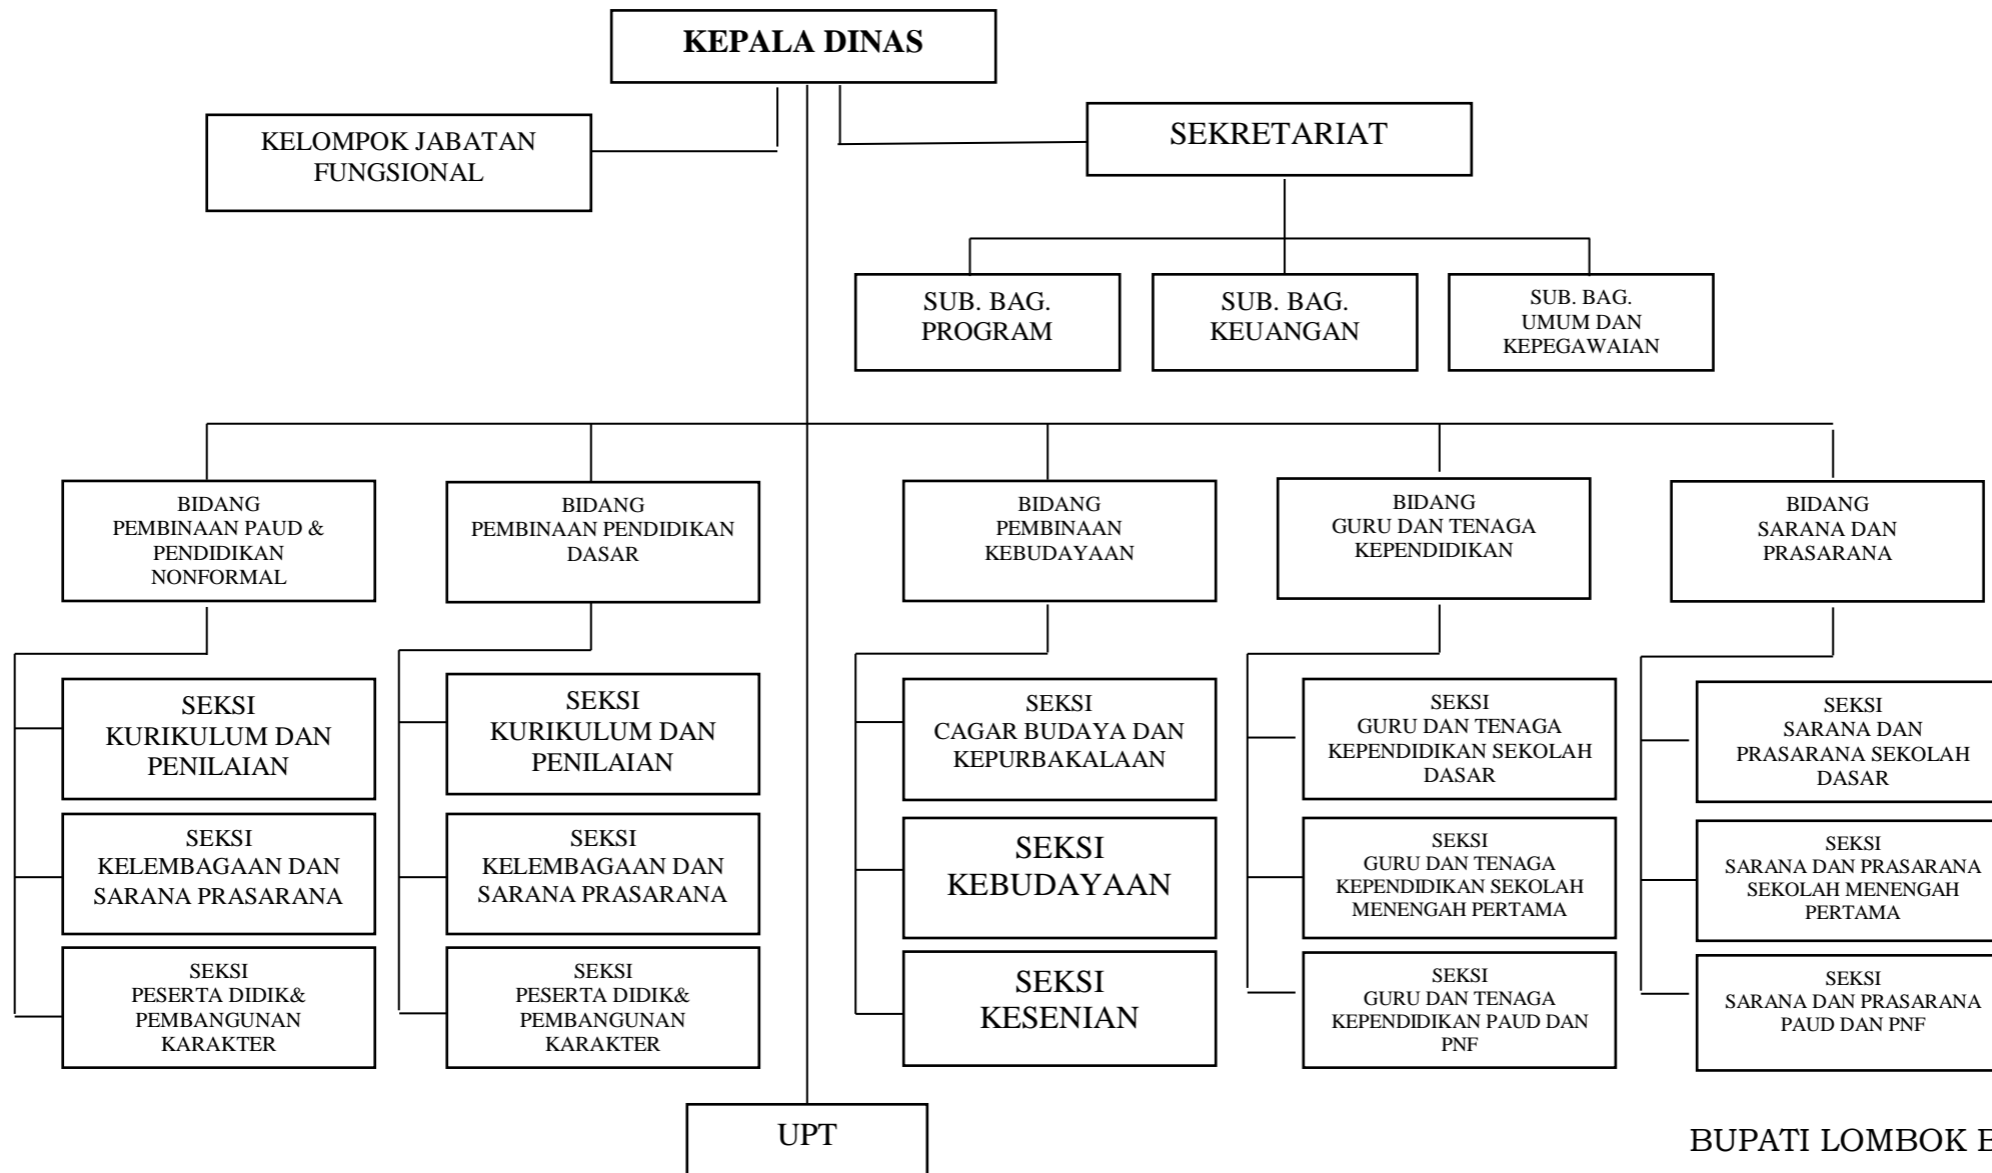 KEPALA DINAS
KELOMPOK JABATAN
FUNGSIONAL
SEKRETARIAT
SUB. BAG.
PROGRAM
SUB. BAG.
KEUANGAN
SUB. BAG.
UMUM DAN
KEPEGAWAIAN
BIDANG
PEMBINAAN PAUD &
PENDIDIKAN
NONFORMAL
BIDANG
PEMBINAAN PENDIDIKAN
DASAR
BIDANG
PEMBINAAN
KEBUDAYAAN
BIDANG
GURU DAN TENAGA
KEPENDIDIKAN
BIDANG
SARANA DAN
PRASARANA
SEKSI
KURIKULUM DAN
PENILAIAN
SEKSI
KURIKULUM DAN
PENILAIAN
SEKSI
CAGAR BUDAYA DAN
KEPURBAKALAAN
SEKSI
GURU DAN TENAGA
KEPENDIDIKAN SEKOLAH
DASAR
SEKSI
SARANA DAN
PRASARANA SEKOLAH
DASAR
SEKSI
KELEMBAGAAN DAN
SARANA PRASARANA
SEKSI
KELEMBAGAAN DAN
SARANA PRASARANA
SEKSI
KEBUDAYAAN
SEKSI
GURU DAN TENAGA
KEPENDIDIKAN SEKOLAH
MENENGAH PERTAMA
SEKSI
SARANA DAN PRASARANA
SEKOLAH MENENGAH
PERTAMA
SEKSI
PESERTA DIDIK&
PEMBANGUNAN
KARAKTER
SEKSI
PESERTA DIDIK&
PEMBANGUNAN
KARAKTER
SEKSI
KESENIAN
SEKSI
GURU DAN TENAGA
KEPENDIDIKAN PAUD DAN
PNF
SEKSI
SARANA DAN PRASARANA
PAUD DAN PNF
UPT
BUPATI LOMBOK